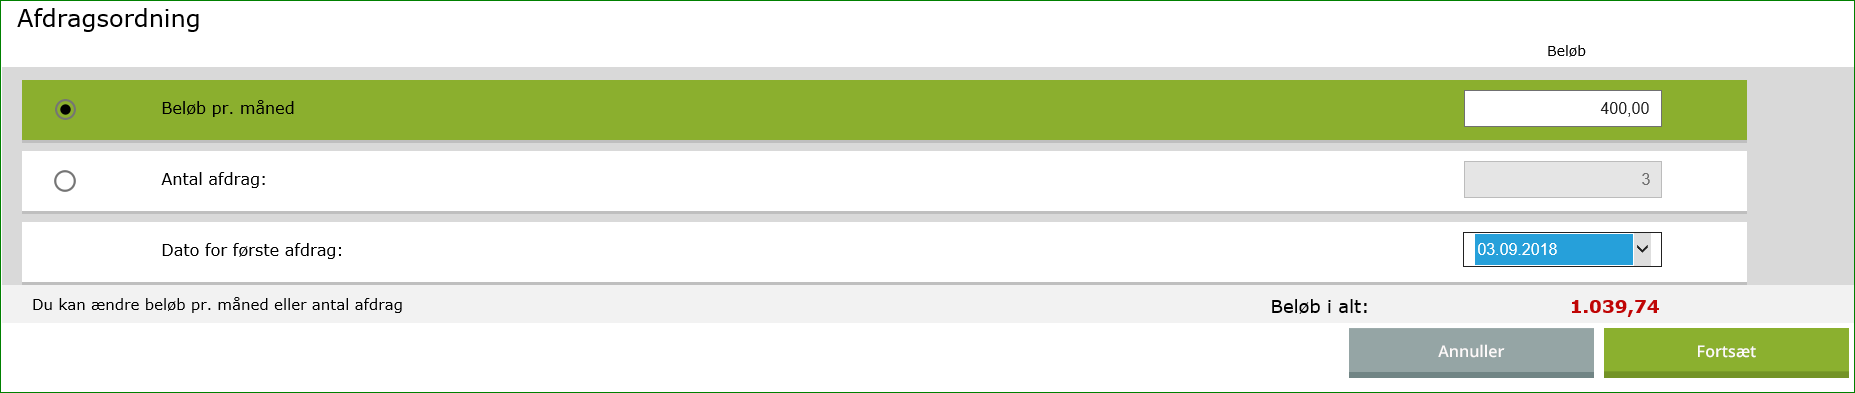 Afdragsordning
Beløb
Beløb pr. måned 400,00
Antal afdrag: 3
Dato for første afdrag: 03.09.2018
Du kan ændre beløb pr. måned eller antal afdrag Beløb i alt: 1.039,74
Annuller Fortsæt